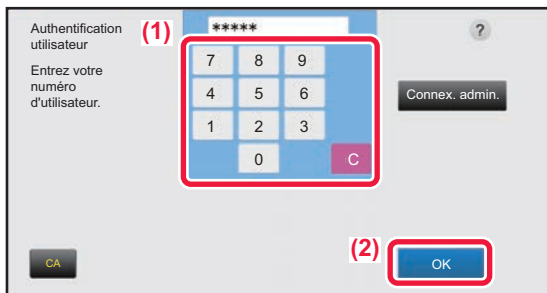 Authentification
utilisateur
Entrez votre
numéro
d'utilisateur.
(1)
*****
?
7 8 9
4 5 6
1 2 3
0 C
Connex. admin.
CA
(2)
OK